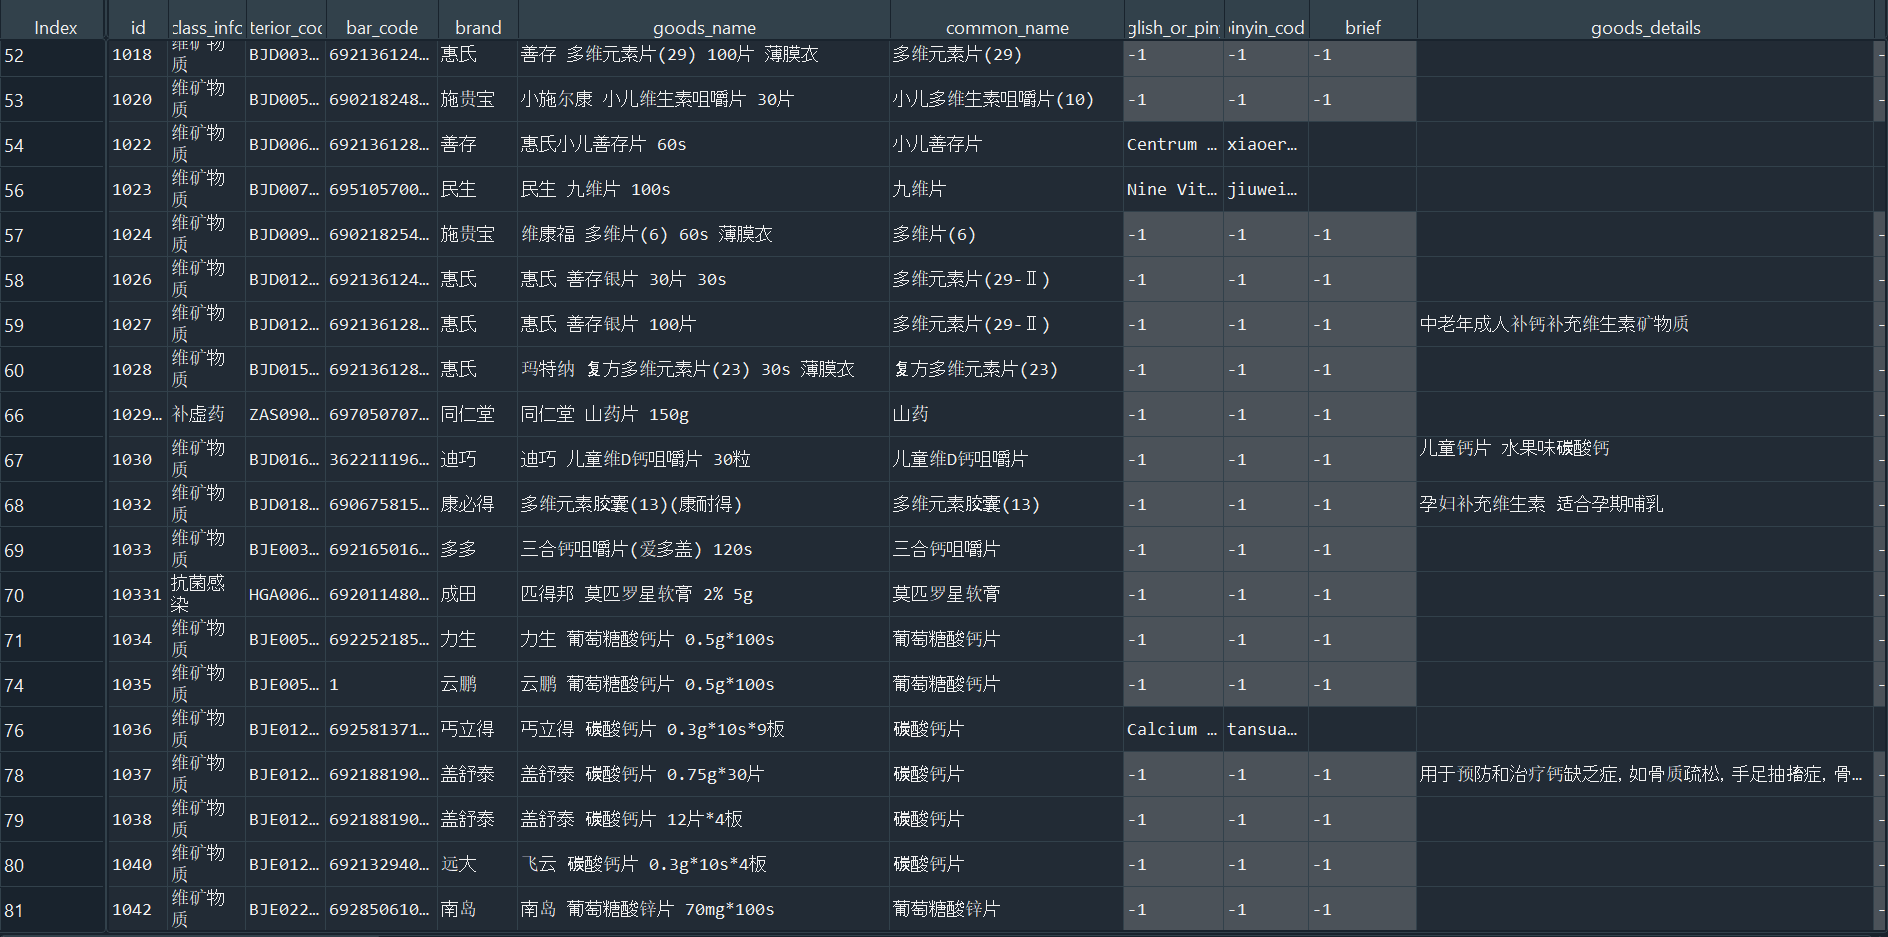 Index id class_info terior_cod bar_code brand goods_name common_name glish_or_piny pinyin_cod brief goods_details
52 1018 维矿物质 BJD003… 692136124… 惠氏 善存 多维元素片(29) 100片 薄膜衣 多维元素片(29) -1 -1 -1 -
53 1020 维矿物质 BJD005… 690218248… 施贵宝 小施尔康 小儿维生素咀嚼片 30片 小儿多维生素咀嚼片(10) -1 -1 -1 -
54 1022 维矿物质 BJD006… 692136128… 善存 惠氏小儿善存片 60s 小儿善存片 Centrum … xiaoer…
56 1023 维矿物质 BJD007… 695105700… 民生 民生 九维片 100s 九维片 Nine Vit… jiuwei…
57 1024 维矿物质 BJD009… 690218254… 施贵宝 维康福 多维片(6) 60s 薄膜衣 多维片(6) -1 -1 -1 -
58 1026 维矿物质 BJD012… 692136124… 惠氏 惠氏 善存银片 30片 30s 多维元素片(29-Ⅱ) -1 -1 -1 -
59 1027 维矿物质 BJD012… 692136128… 惠氏 惠氏 善存银片 100片 多维元素片(29-Ⅱ) -1 -1 -1 中老年成人补钙补充维生素矿物质 -
60 1028 维矿物质 BJD015… 692136128… 惠氏 玛特纳 复方多维元素片(23) 30s 薄膜衣 复方多维元素片(23) -1 -1 -1 -
66 1029… 补虚药 ZAS090… 697050707… 同仁堂 同仁堂 山药片 150g 山药 -1 -1 -1 -
67 1030 维矿物质 BJD016… 362211196… 迪巧 迪巧 儿童维D钙咀嚼片 30粒 儿童维D钙咀嚼片 -1 -1 -1 儿童钙片 水果味碳酸钙 -
68 1032 维矿物质 BJD018… 690675815… 康必得 多维元素胶囊(13)(康耐得) 多维元素胶囊(13) -1 -1 -1 孕妇补充维生素 适合孕期哺乳 -
69 1033 维矿物质 BJE003… 692165016… 多多 三合钙咀嚼片(爱多盖) 120s 三合钙咀嚼片 -1 -1 -1 -
70 10331 抗菌感染 HGA006… 692011480… 成田 匹得邦 莫匹罗星软膏 2% 5g 莫匹罗星软膏 -1 -1 -1 -
71 1034 维矿物质 BJE005… 692252185… 力生 力生 葡萄糖酸钙片 0.5g*100s 葡萄糖酸钙片 -1 -1 -1 -
74 1035 维矿物质 BJE005… 1 云鹏 云鹏 葡萄糖酸钙片 0.5g*100s 葡萄糖酸钙片 -1 -1 -1 -
76 1036 维矿物质 BJE012… 692581371… 丐立得 丐立得 碳酸钙片 0.3g*10s*9板 碳酸钙片 Calcium … tansua…
78 1037 维矿物质 BJE012… 692188190… 盖舒泰 盖舒泰 碳酸钙片 0.75g*30片 碳酸钙片 -1 -1 -1 用于预防和治疗钙缺乏症, 如骨质疏松, 手足抽搐症, 骨… -
79 1038 维矿物质 BJE012… 692188190… 盖舒泰 盖舒泰 碳酸钙片 12片*4板 碳酸钙片 -1 -1 -1 -
80 1040 维矿物质 BJE012… 692132940… 远大 飞云 碳酸钙片 0.3g*10s*4板 碳酸钙片 -1 -1 -1 -
81 1042 维矿物质 BJE022… 692850610… 南岛 南岛 葡萄糖酸锌片 70mg*100s 葡萄糖酸锌片 -1 -1 -1 -